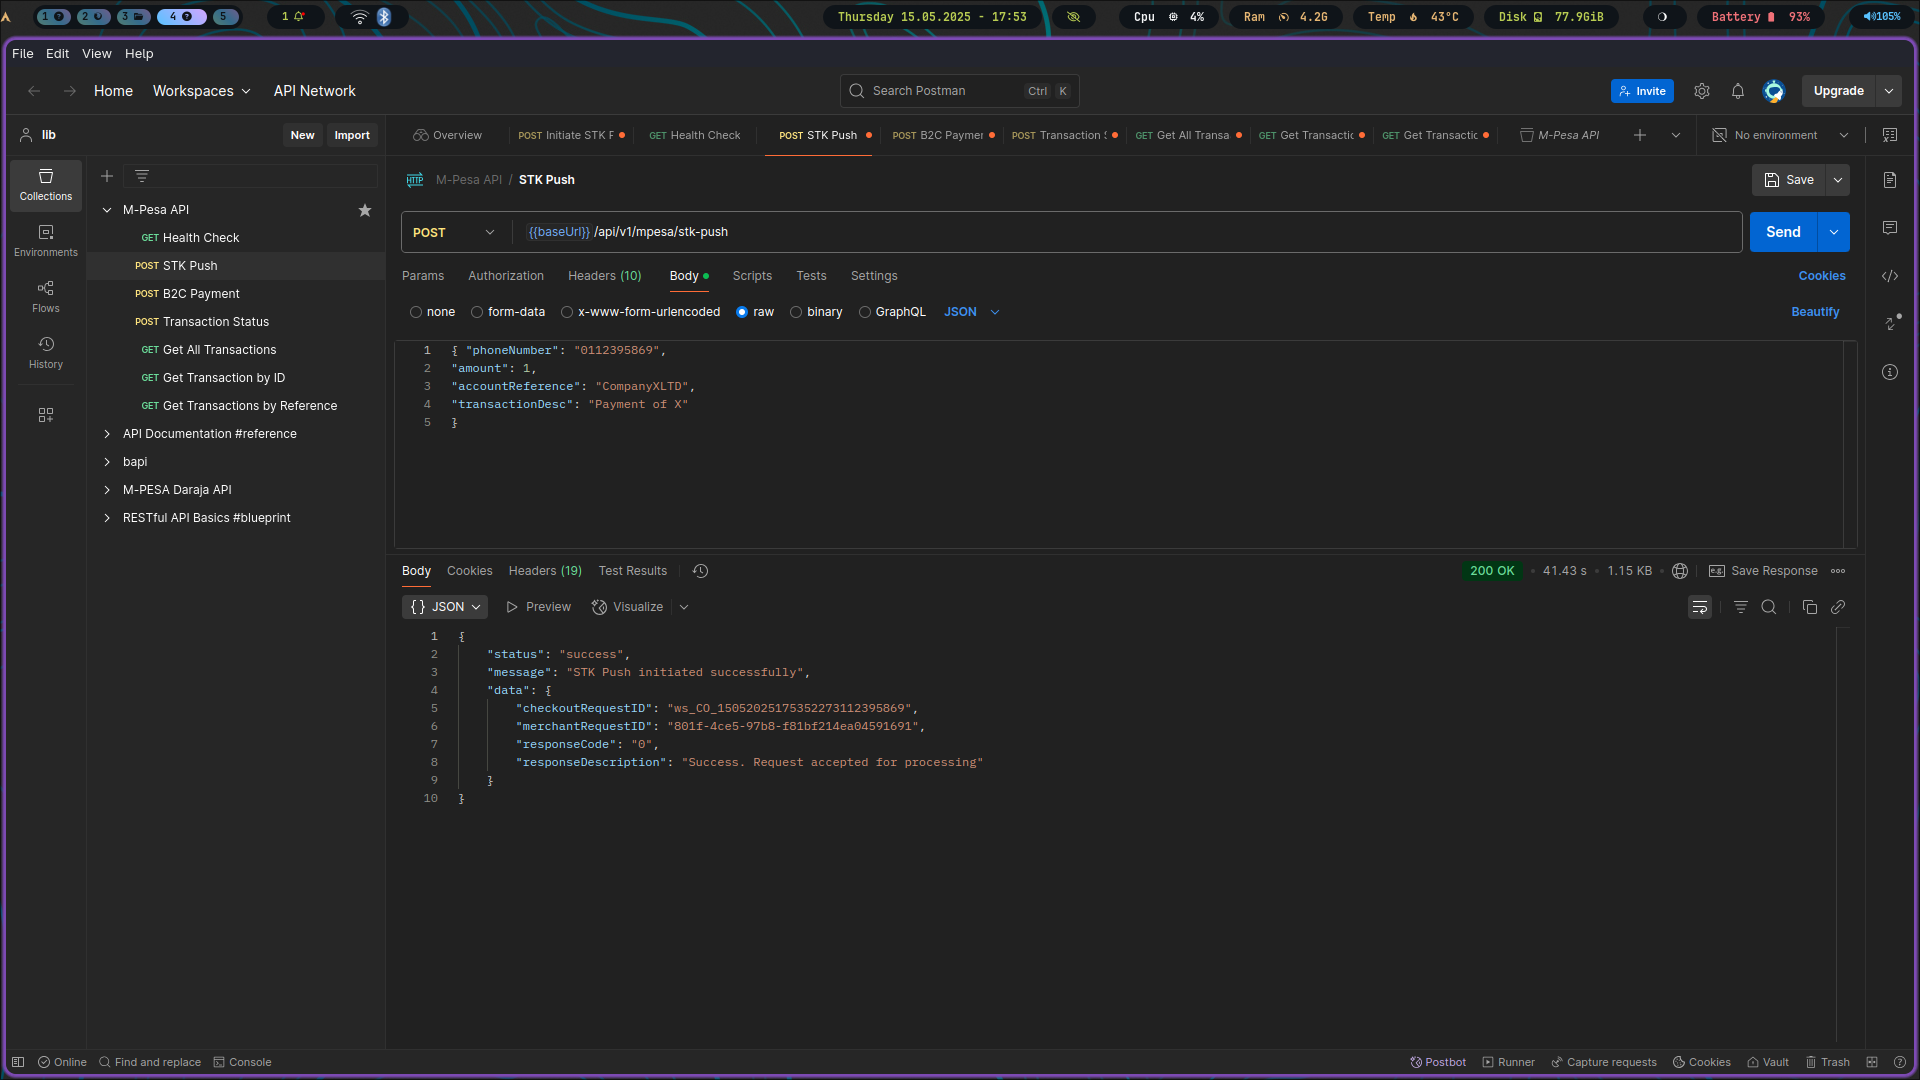 1 2 3 4 5 1 Thursday 15.05.2025 - 17:53 Cpu 4% Ram 4.2G Temp 43°C Disk 77.9GiB Battery 93% 105%
File Edit View Help
Home Workspaces API Network Search Postman Ctrl K Invite Upgrade
lib New Import Overview POST Initiate STK F GET Health Check POST STK Push POST B2C Paymer POST Transaction GET Get All Transa GET Get Transactic GET Get Transactic M-Pesa API No environment
Collections
Environments
Flows
History
M-Pesa API
GET Health Check
POST STK Push
POST B2C Payment
POST Transaction Status
GET Get All Transactions
GET Get Transaction by ID
GET Get Transactions by Reference
API Documentation #reference
bapi
M-PESA Daraja API
RESTful API Basics #blueprint
HTTP M-Pesa API / STK Push Save
POST {{baseUrl}} /api/v1/mpesa/stk-push Send
Params Authorization Headers (10) Body Scripts Tests Settings Cookies
none form-data x-www-form-urlencoded raw binary GraphQL JSON Beautify
1 { "phoneNumber": "0112395869",
2 "amount": 1,
3 "accountReference": "CompanyXLTD",
4 "transactionDesc": "Payment of X"
5 }
Body Cookies Headers (19) Test Results 200 OK • 41.43 s • 1.15 KB e.g. Save Response
{} JSON Preview Visualize
1 {
2 "status": "success",
3 "message": "STK Push initiated successfully",
4 "data": {
5 "checkoutRequestID": "ws_CO_15052025175352273112395869",
6 "merchantRequestID": "801f-4ce5-97b8-f81bf214ea04591691",
7 "responseCode": "0",
8 "responseDescription": "Success. Request accepted for processing"
9 }
10 }
Online Find and replace Console Postbot Runner Capture requests Cookies Vault Trash